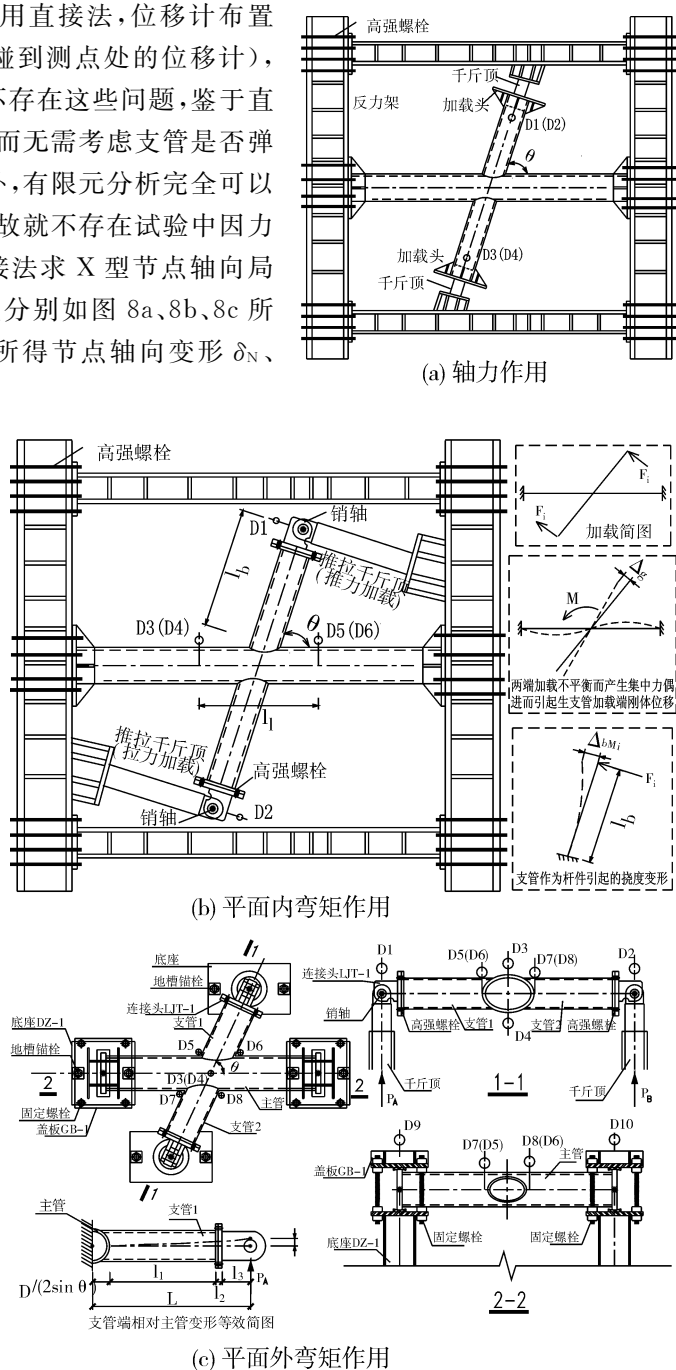 用直接法,位移计布置
碰到测点处的位移计),
不存在这些问题,鉴于直
而无需考虑支管是否弹
外,有限元分析完全可以
故就不存在试验中因力
接法求 X 型节点轴向局
分别如图 8a、8b、8c 所
所得节点轴向变形 δN、
高强螺栓
千斤顶
反力架
加载头
D1(D2)
θ
加载头
D3(D4)
千斤顶
(a) 轴力作用
高强螺栓
D1
销轴
lb
推拉千斤顶
(推力加载)
D3(D4)
θ
D5(D6)
l1
推拉千斤顶
(拉力加载)
高强螺栓
销轴
D2
Fi
Fi
加载简图
M
两端加载不平衡而产生集中力偶
进而引起生支管加载端刚体位移
ΔbMi
Fi
lb
支管作为杆件引起的挠度变形
(b) 平面内弯矩作用
1
底座
地槽锚栓
连接头LJT-1
支管1
底座DZ-1
D5
D6
地槽锚栓
θ
2
D3(D4)
2
D7
D8
主管
固定螺栓
盖板GB-1
支管2
1
主管
支管1
D/(2sin θ)
l1
l2
l3
PA
L
支管端相对主管变形等效简图
D1
D3
D2
连接头LJT-1
D5(D6)
D7(D8)
销轴
高强螺栓
支管1
支管2
高强螺栓
D4
千斤顶
千斤顶
PA
1-1
PB
D9
D10
D7(D5)
D8(D6)
主管
盖板GB-1
固定螺栓
固定螺栓
底座DZ-1
2-2
(c) 平面外弯矩作用